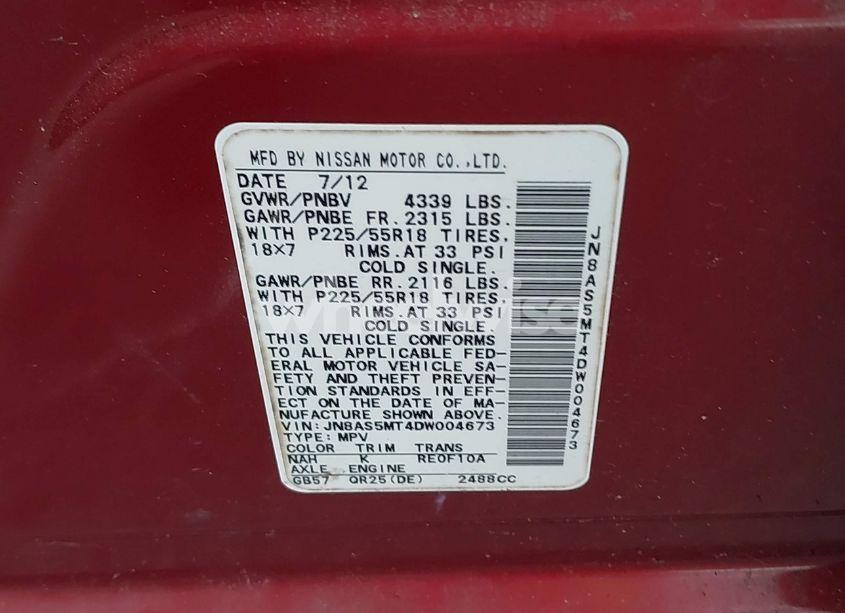 MFD BY NISSAN MOTOR CO.,LTD.
DATE 7/12
GVWR/PNBV 4339 LBS.
GAWR/PNBE FR. 2315 LBS.
WITH P225/55R18 TIRES,
18×7 RIMS.AT 33 PSI
COLD SINGLE.
GAWR/PNBE RR. 2116 LBS.
WITH P225/55R18 TIRES,
18×7 RIMS.AT 33 PSI
COLD SINGLE.
THIS VEHICLE CONFORMS
TO ALL APPLICABLE FED-
ERAL MOTOR VEHICLE SA-
FETY AND THEFT PREVEN-
TION STANDARDS IN EFF-
ECT ON THE DATE OF MA-
NUFACTURE SHOWN ABOVE.
VIN:JN8AS5MT4DW004673
TYPE:MPV
COLOR TRIM TRANS
NAH K RE0F10A
AXLE ENGINE
GB57 QR25(DE) 2488CC
JN8AS5MT4DW004673